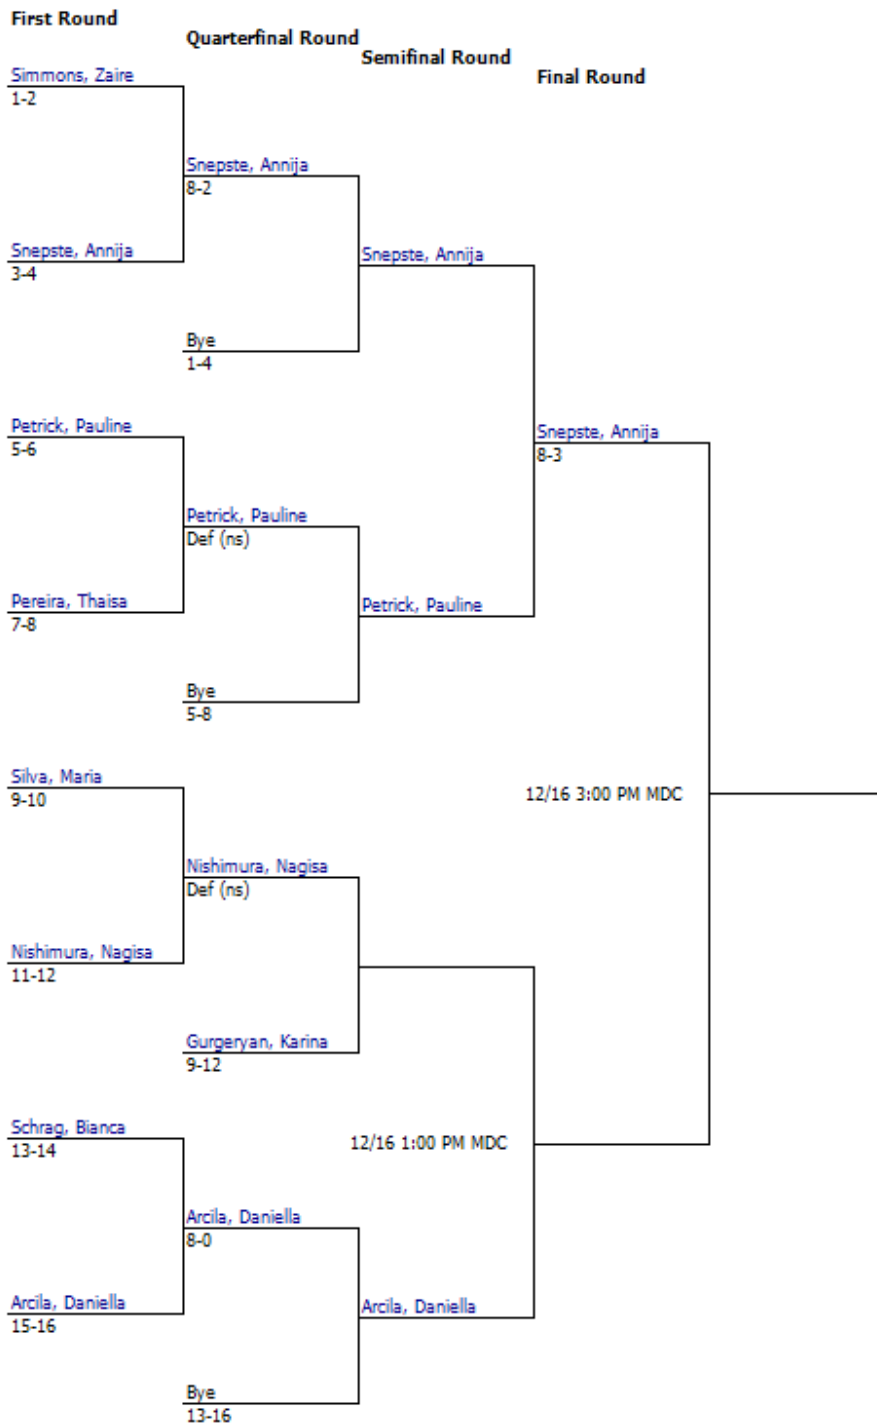 First Round
Quarterfinal Round
Semifinal Round
Final Round
Simmons, Zaire
1-2
Snepste, Annija
8-2
Snepste, Annija
3-4
Snepste, Annija
Bye
1-4
Petrick, Pauline
5-6
Snepste, Annija
8-3
Petrick, Pauline
Def (ns)
Pereira, Thaisa
7-8
Petrick, Pauline
Bye
5-8
Silva, Maria
9-10
12/16 3:00 PM MDC
Nishimura, Nagisa
Def (ns)
Nishimura, Nagisa
11-12
Gurgeryan, Karina
9-12
Schrag, Bianca
13-14
12/16 1:00 PM MDC
Arcila, Daniella
8-0
Arcila, Daniella
15-16
Arcila, Daniella
Bye
13-16